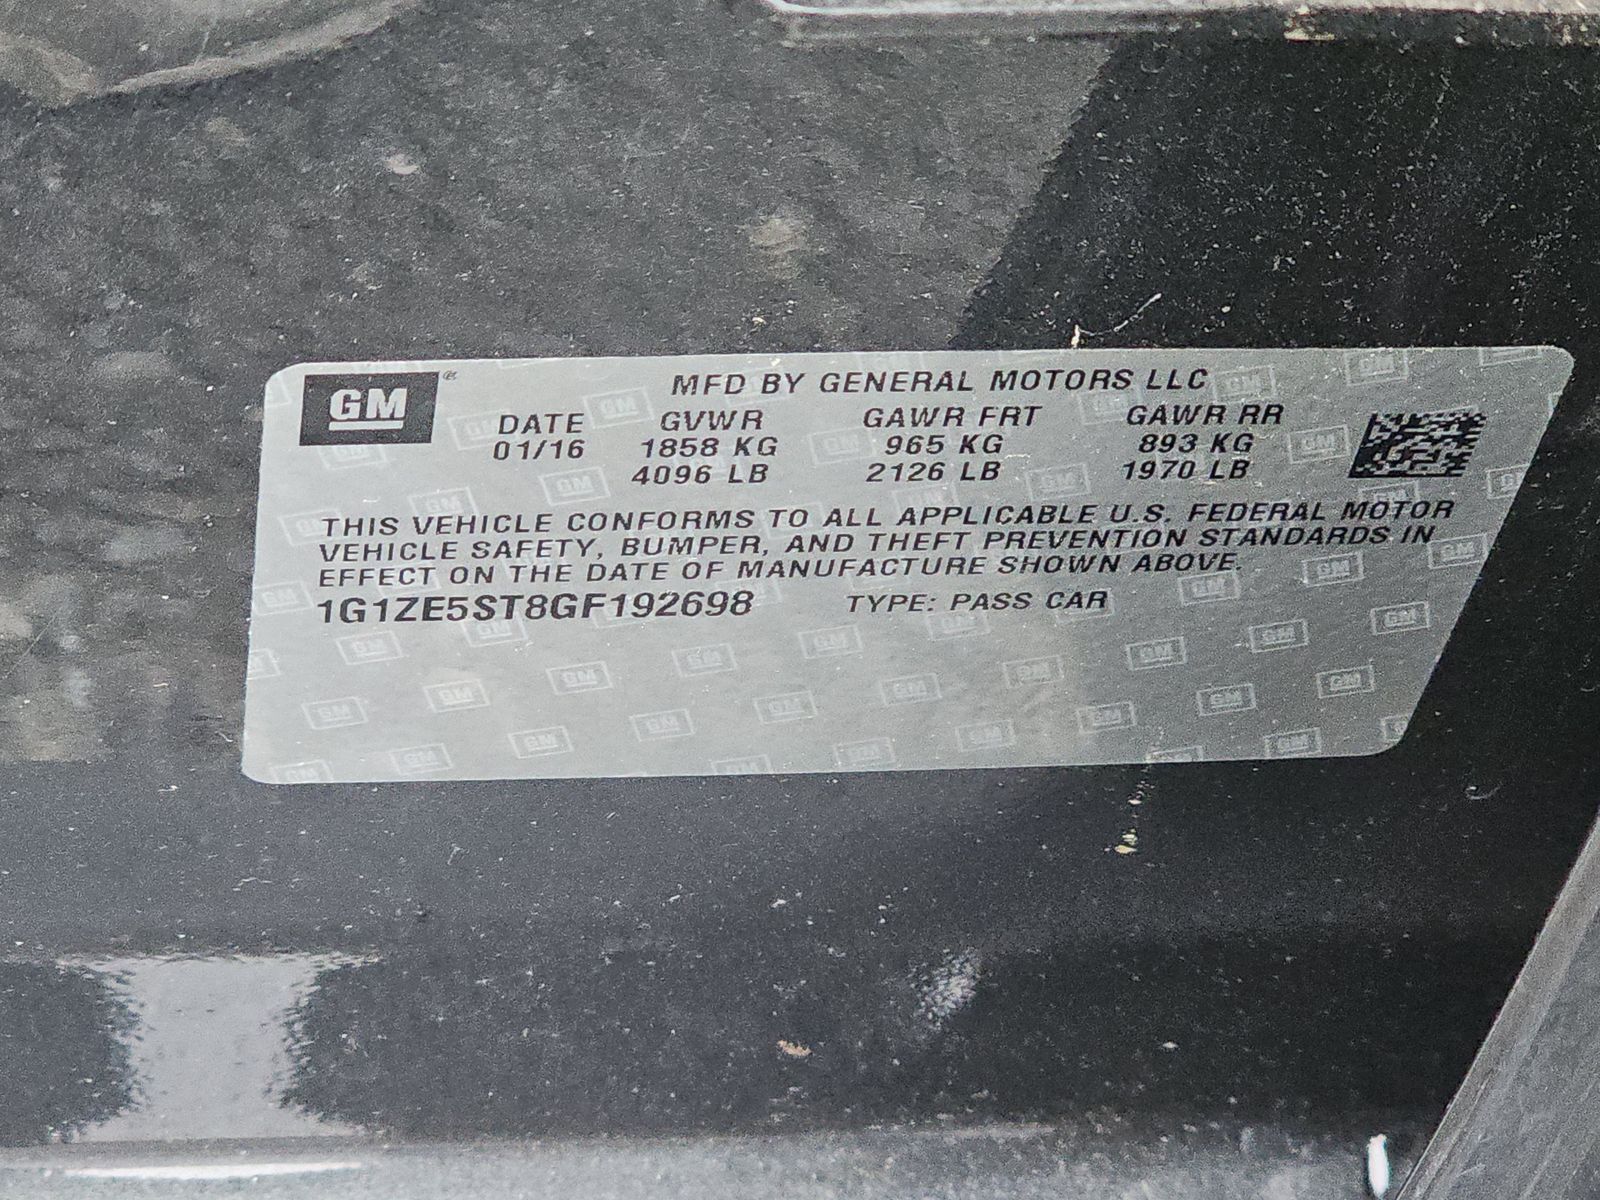 GM
MFD BY GENERAL MOTORS LLC
DATE GVWR GAWR FRT GAWR RR
01/16 1858 KG 965 KG 893 KG
4096 LB 2126 LB 1970 LB
THIS VEHICLE CONFORMS TO ALL APPLICABLE U.S. FEDERAL MOTOR
VEHICLE SAFETY, BUMPER, AND THEFT PREVENTION STANDARDS IN
EFFECT ON THE DATE OF MANUFACTURE SHOWN ABOVE.
1G1ZE5ST8GF192698 TYPE: PASS CAR